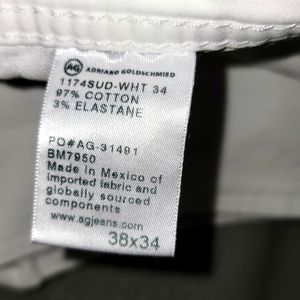 AG ADRIANO GOLDSCHMIED
1174SUD-WHT 34
97% COTTON
3% ELASTANE
PO#AG-31491
BM7950
Made in Mexico of
imported fabric and
globally sourced
components
www.agjeans.com
38x34